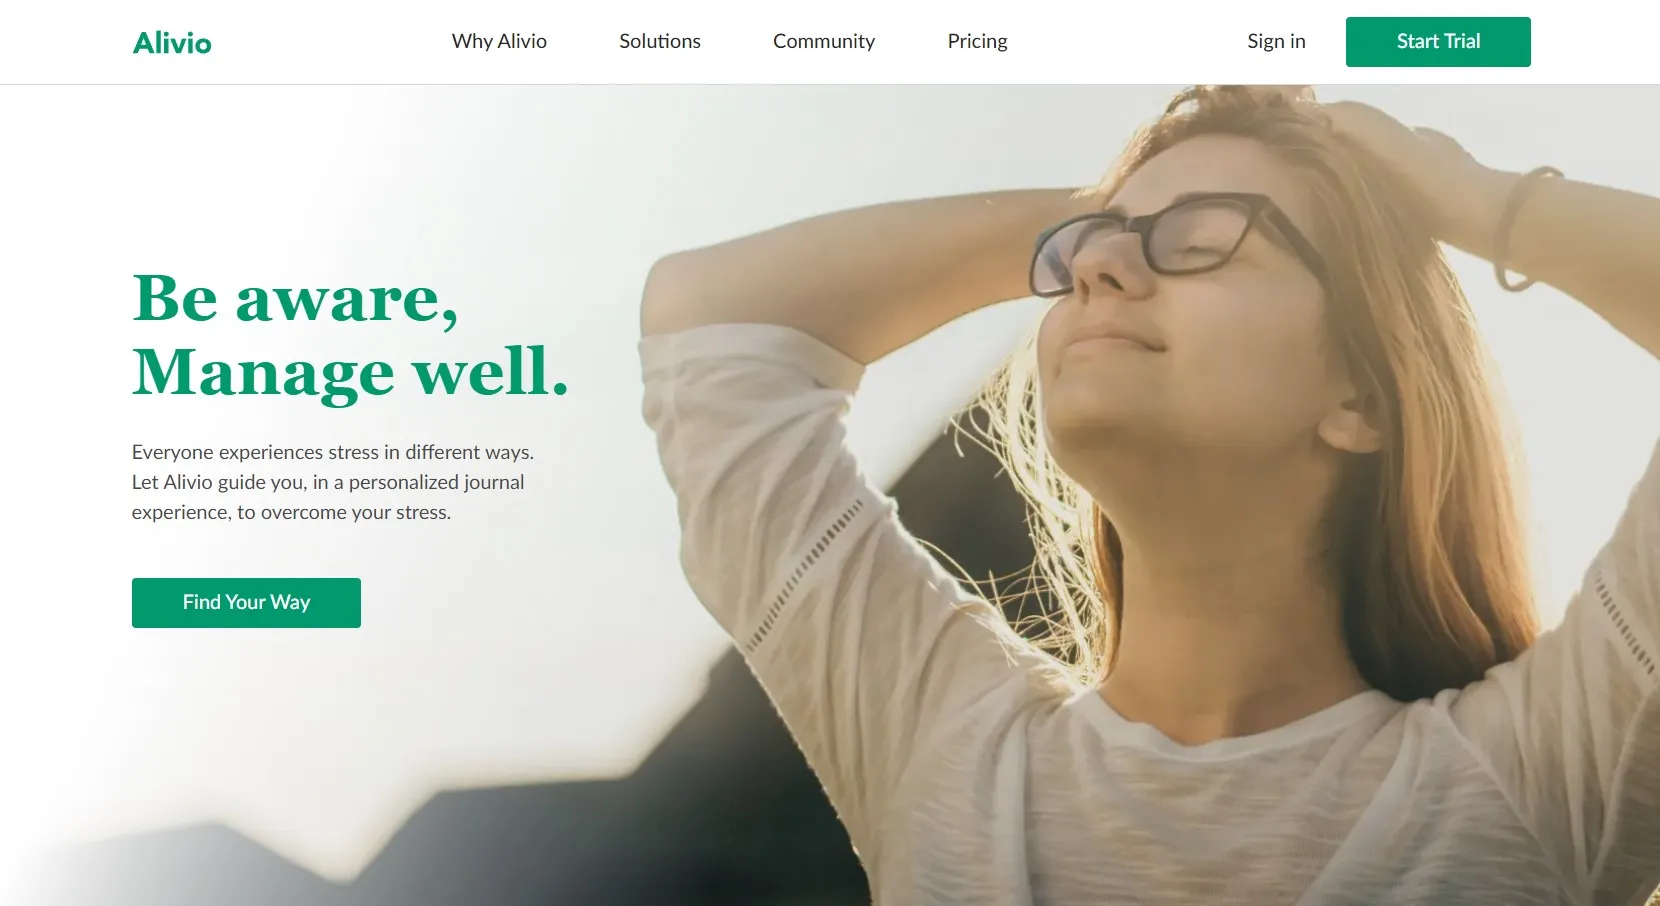 Alivio
Why Alivio
Solutions
Community
Pricing
Sign in
Start Trial
Be aware,
Manage well.
Everyone experiences stress in different ways.
Let Alivio guide you, in a personalized journal
experience, to overcome your stress.
Find Your Way